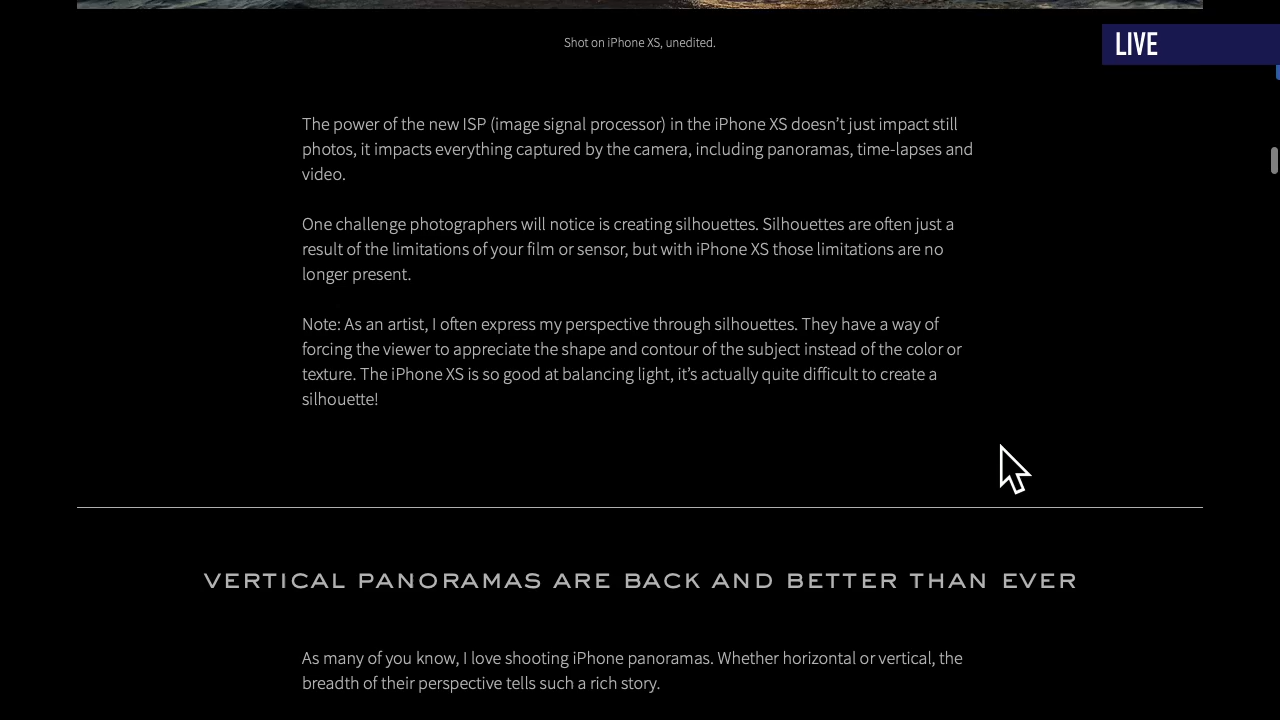 Shot on iPhone XS, unedited.
LIVE
The power of the new ISP (image signal processor) in the iPhone XS doesn’t just impact still
photos, it impacts everything captured by the camera, including panoramas, time-lapses and
video.
One challenge photographers will notice is creating silhouettes. Silhouettes are often just a
result of the limitations of your film or sensor, but with iPhone XS those limitations are no
longer present.
Note: As an artist, I often express my perspective through silhouettes. They have a way of
forcing the viewer to appreciate the shape and contour of the subject instead of the color or
texture. The iPhone XS is so good at balancing light, it’s actually quite difficult to create a
silhouette!
VERTICAL PANORAMAS ARE BACK AND BETTER THAN EVER
As many of you know, I love shooting iPhone panoramas. Whether horizontal or vertical, the
breadth of their perspective tells such a rich story.